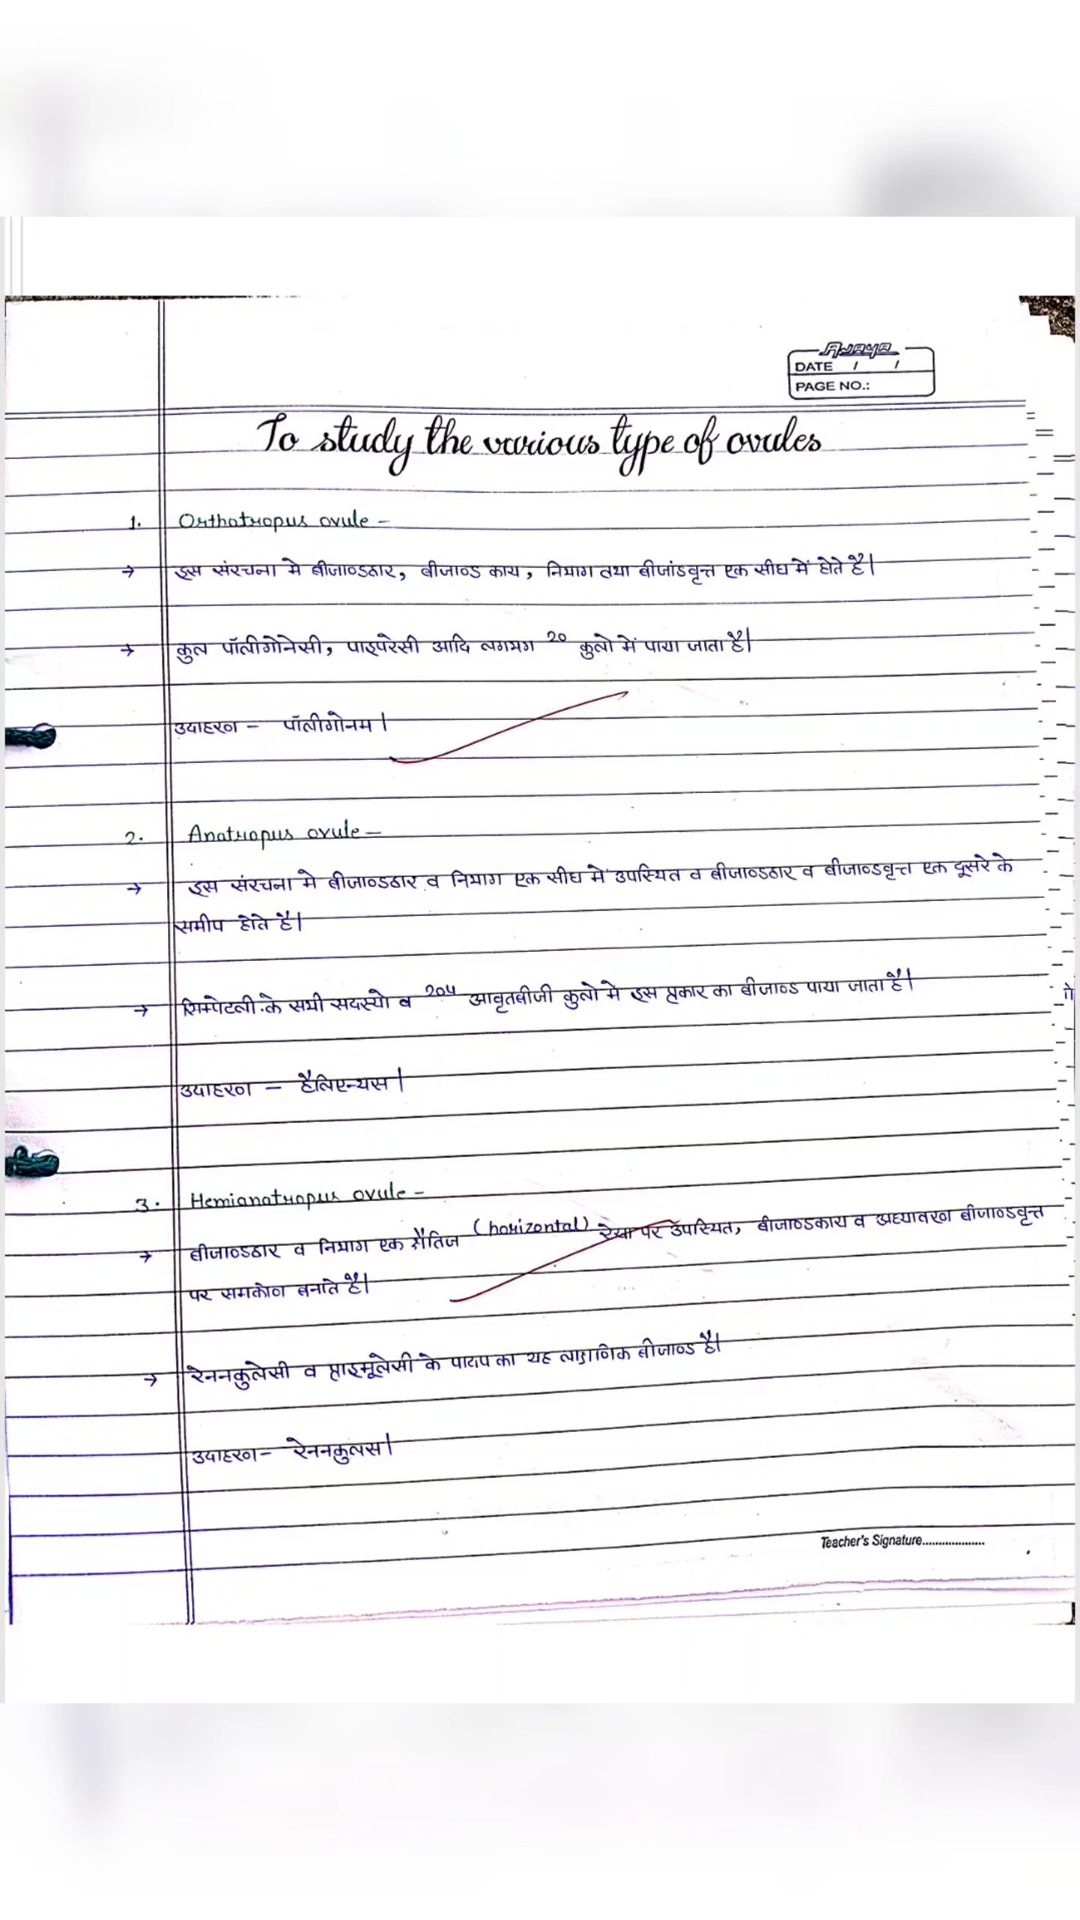 AJAYA
DATE / /
PAGE NO.:
To study the various type of ovules
1. Orthotropus ovule –
→ इस संरचना मे बीजाण्डद्वार, बीजाण्ड काय, निभाग तथा बीजांडवृन्त एक सीध में होते है।
→ कुल पॉलीगोनेसी, पाइपरेसी आदि लगभग 20 कुलो में पाया जाता है।
उदाहरण – पॉलीगोनम।
2. Anatropus ovule –
→ इस संरचना मे बीजाण्डद्वार व निभाग एक सीध में उपस्थित व बीजाण्डद्वार व बीजाण्डवृन्त एक दूसरे के
समीप होते है।
→ सिम्पेटली के सभी सदस्यो व 204 आवृतबीजी कुलो मे इस प्रकार का बीजाण्ड पाया जाता है।
उदाहरण – हैलिएन्थस।
3. Hemianatropus ovule –
→ बीजाण्डद्वार व निभाग एक क्षैतिज (horizontal) रेखा पर उपस्थित, बीजाण्डकाय व अध्यावरण बीजाण्डवृन्त
पर समकोण बनाते है।
→ रेननकुलेसी व प्राइमूलेसी के पादप का यह लाक्षणिक बीजाण्ड है।
उदाहरण – रेननकुलस।
Teacher's Signature...................